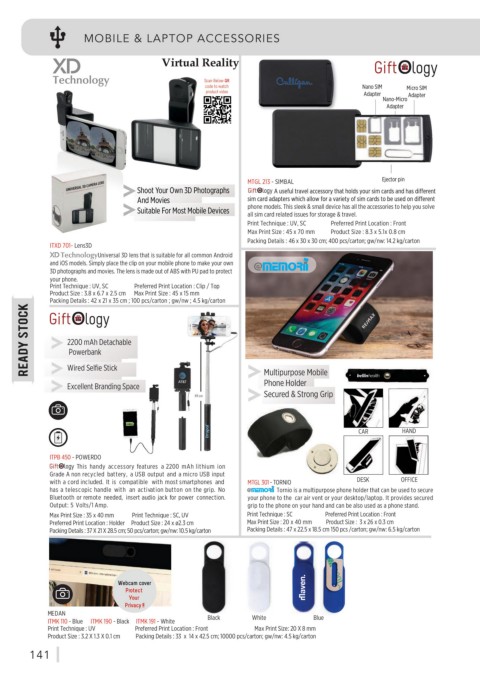 MOBILE & LAPTOP ACCESSORIES
XD
Technology
Virtual Reality
Scan Below QR
code to watch
product video
UNIVERSAL 3D CAMERA LENS
Shoot Your Own 3D Photographs
And Movies
Suitable For Most Mobile Devices
ITXD 701- Lens3D
XD Technology Universal 3D lens that is suitable for all common Android
and iOS models. Simply place the clip on your mobile phone to make your own
3D photographs and movies. The lens is made out of ABS with PU pad to protect
your phone.
Print Technique : UV, SC Preferred Print Location : Clip / Top
Product Size : 3.8 x 6.7 x 2.5 cm Max Print Size : 45 x 15 mm
Packing Details : 42 x 21 x 35 cm ; 100 pcs/carton ; gw/nw ; 4.5 kg/carton
Giftology
Culligan
Nano SIM
Adapter
Micro SIM
Adapter
Nano-Micro
Adapter
Ejector pin
MTGL 213 - SIMBAL
Giftology A useful travel accessory that holds your sim cards and has different
sim card adapters which allow for a variety of sim cards to be used on different
phone models. This sleek & small device has all the accessories to help you solve
all sim card related issues for storage & travel.
Print Technique : UV, SC Preferred Print Location : Front
Max Print Size : 45 x 70 mm Product Size : 8.3 x 5.1x 0.8 cm
Packing Details : 46 x 30 x 30 cm; 400 pcs/carton; gw/nw: 14.2 kg/carton
READY STOCK
Giftology
2200 mAh Detachable
Powerbank
Wired Selfie Stick
Excellent Branding Space
ITPB 450 - POWERDO
Giftology This handy accessory features a 2200 mAh lithium ion
Grade A non recycled battery, a USB output and a micro USB input
with a cord included. It is compatible with most smartphones and
has a telescopic handle with an activation button on the grip. No
Bluetooth or remote needed, insert audio jack for power connection.
Output: 5 Volts/1 Amp.
Max Print Size : 35 x 40 mm Print Technique : SC, UV
Preferred Print Location : Holder Product Size : 24 x ø2.3 cm
Packing Details : 37 X 21 X 28.5 cm; 50 pcs/carton; gw/nw: 10.5 kg/carton
@memorii
Multipurpose Mobile
Phone Holder
Secured & Strong Grip
CAR
HAND
DESK
OFFICE
MTGL 301 - TORNIO
@memorii Tornio is a multipurpose phone holder that can be used to secure
your phone to the car air vent or your desktop/laptop. It provides secured
grip to the phone on your hand and can be also used as a phone stand.
Print Technique : SC Preferred Print Location : Front
Max Print Size : 20 x 40 mm Product Size : 3 x 26 x 0.3 cm
Packing Details : 47 x 22.5 x 18.5 cm 150 pcs /carton; gw/nw: 6.5 kg/carton
Webcam cover
Protect
Your
Privacy !!
maven.
Black
White
Blue
MEDAN
ITMK 110 - Blue ITMK 190 - Black ITMK 191 - White
Print Technique : UV Preferred Print Location : Front Max Print Size: 20 X 8 mm
Product Size : 3.2 X 1.3 X 0.1 cm Packing Details : 33 x 14 x 42.5 cm; 10000 pcs/carton; gw/nw: 4.5 kg/carton
141